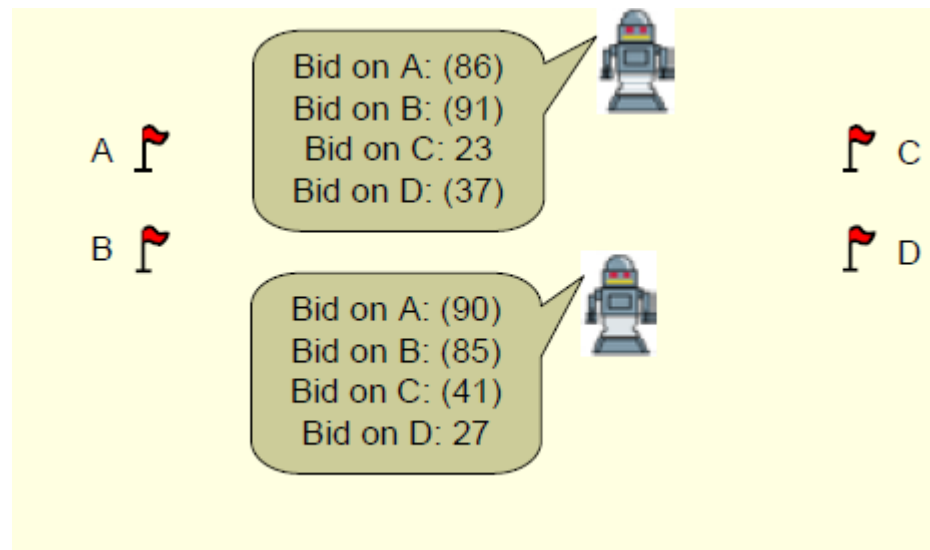 Bid on A: (86)
Bid on B: (91)
Bid on C: 23
Bid on D: (37)
A
C
B
D
Bid on A: (90)
Bid on B: (85)
Bid on C: (41)
Bid on D: 27